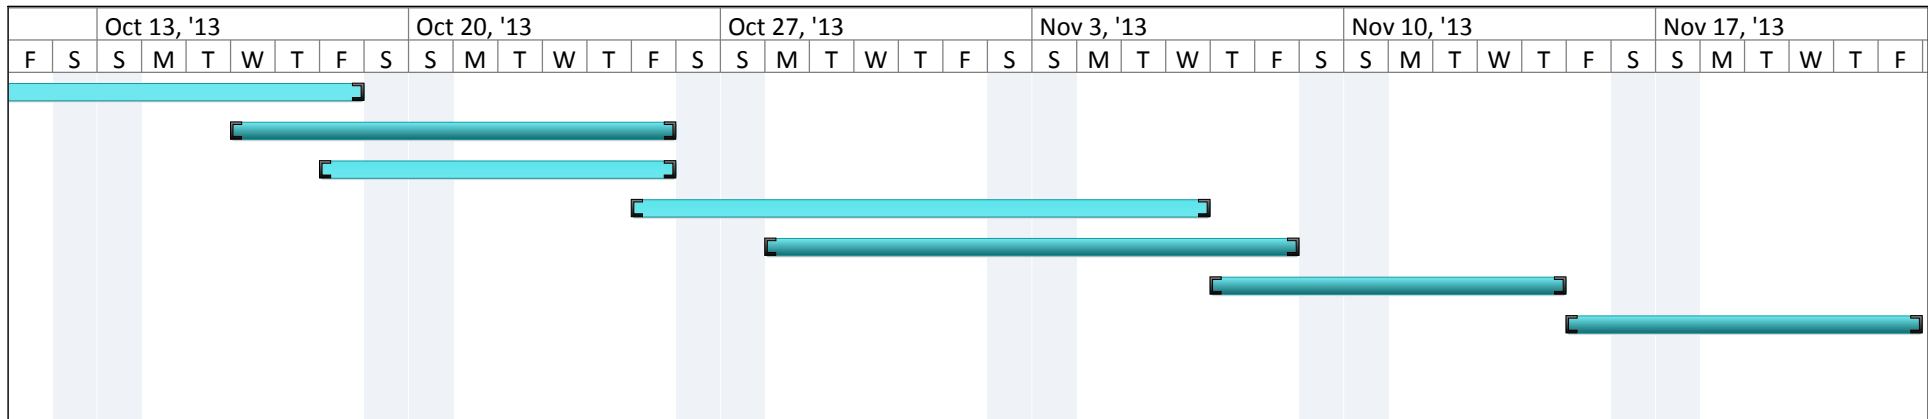 Oct 13, '13 Oct 20, '13 Oct 27, '13 Nov 3, '13 Nov 10, '13 Nov 17, '13
F S S M T W T F S S M T W T F S S M T W T F S S M T W T F S S M T W T F S S M T W T F